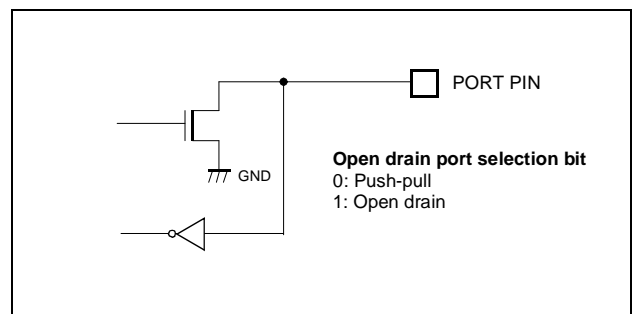 PORT PIN
GND
Open drain port selection bit
0: Push-pull
1: Open drain